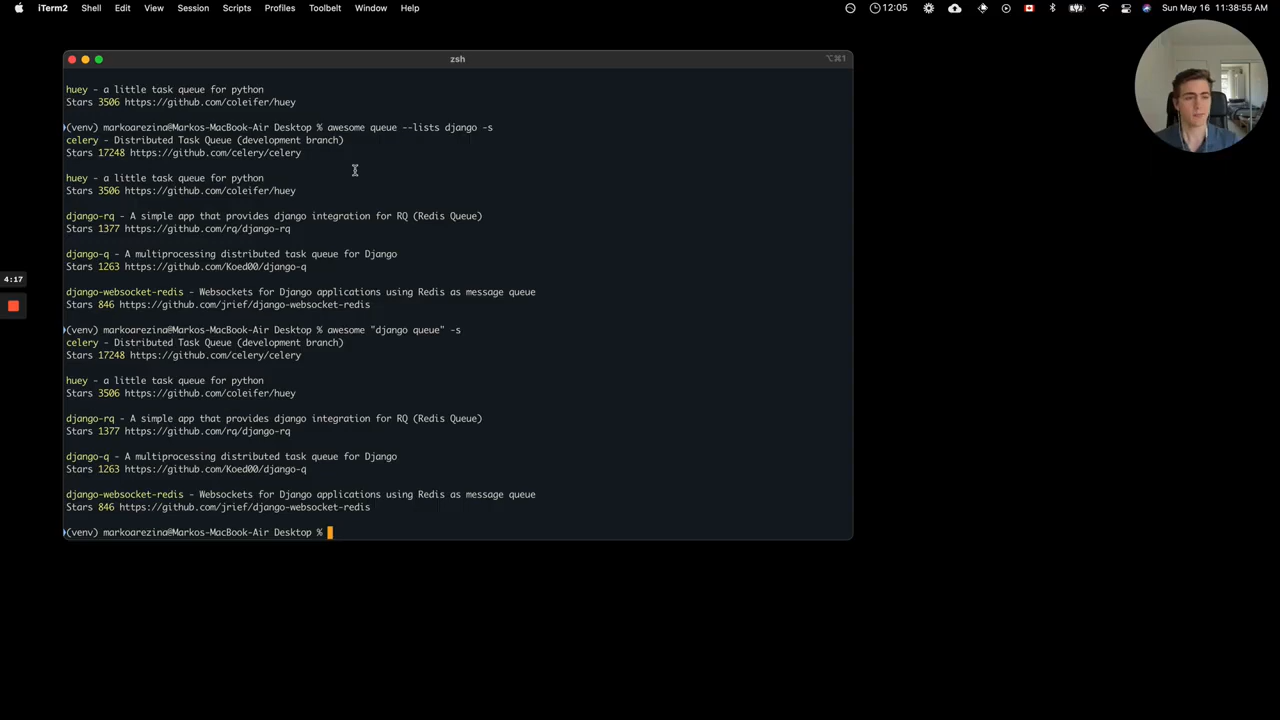 iTerm2 Shell Edit View Session Scripts Profiles Toolbelt Window Help 12:05 Sun May 16 11:38:55 AM
zsh ⌥⌘1
huey - a little task queue for python
Stars 3506 https://github.com/coleifer/huey
(venv) markoarezina@Markos-MacBook-Air Desktop % awesome queue --lists django -s
celery - Distributed Task Queue (development branch)
Stars 17248 https://github.com/celery/celery
huey - a little task queue for python
Stars 3506 https://github.com/coleifer/huey
django-rq - A simple app that provides django integration for RQ (Redis Queue)
Stars 1377 https://github.com/rq/django-rq
django-q - A multiprocessing distributed task queue for Django
Stars 1263 https://github.com/Koed00/django-q
4:17
django-websocket-redis - Websockets for Django applications using Redis as message queue
Stars 846 https://github.com/jrief/django-websocket-redis
(venv) markoarezina@Markos-MacBook-Air Desktop % awesome "django queue" -s
celery - Distributed Task Queue (development branch)
Stars 17248 https://github.com/celery/celery
huey - a little task queue for python
Stars 3506 https://github.com/coleifer/huey
django-rq - A simple app that provides django integration for RQ (Redis Queue)
Stars 1377 https://github.com/rq/django-rq
django-q - A multiprocessing distributed task queue for Django
Stars 1263 https://github.com/Koed00/django-q
django-websocket-redis - Websockets for Django applications using Redis as message queue
Stars 846 https://github.com/jrief/django-websocket-redis
(venv) markoarezina@Markos-MacBook-Air Desktop %